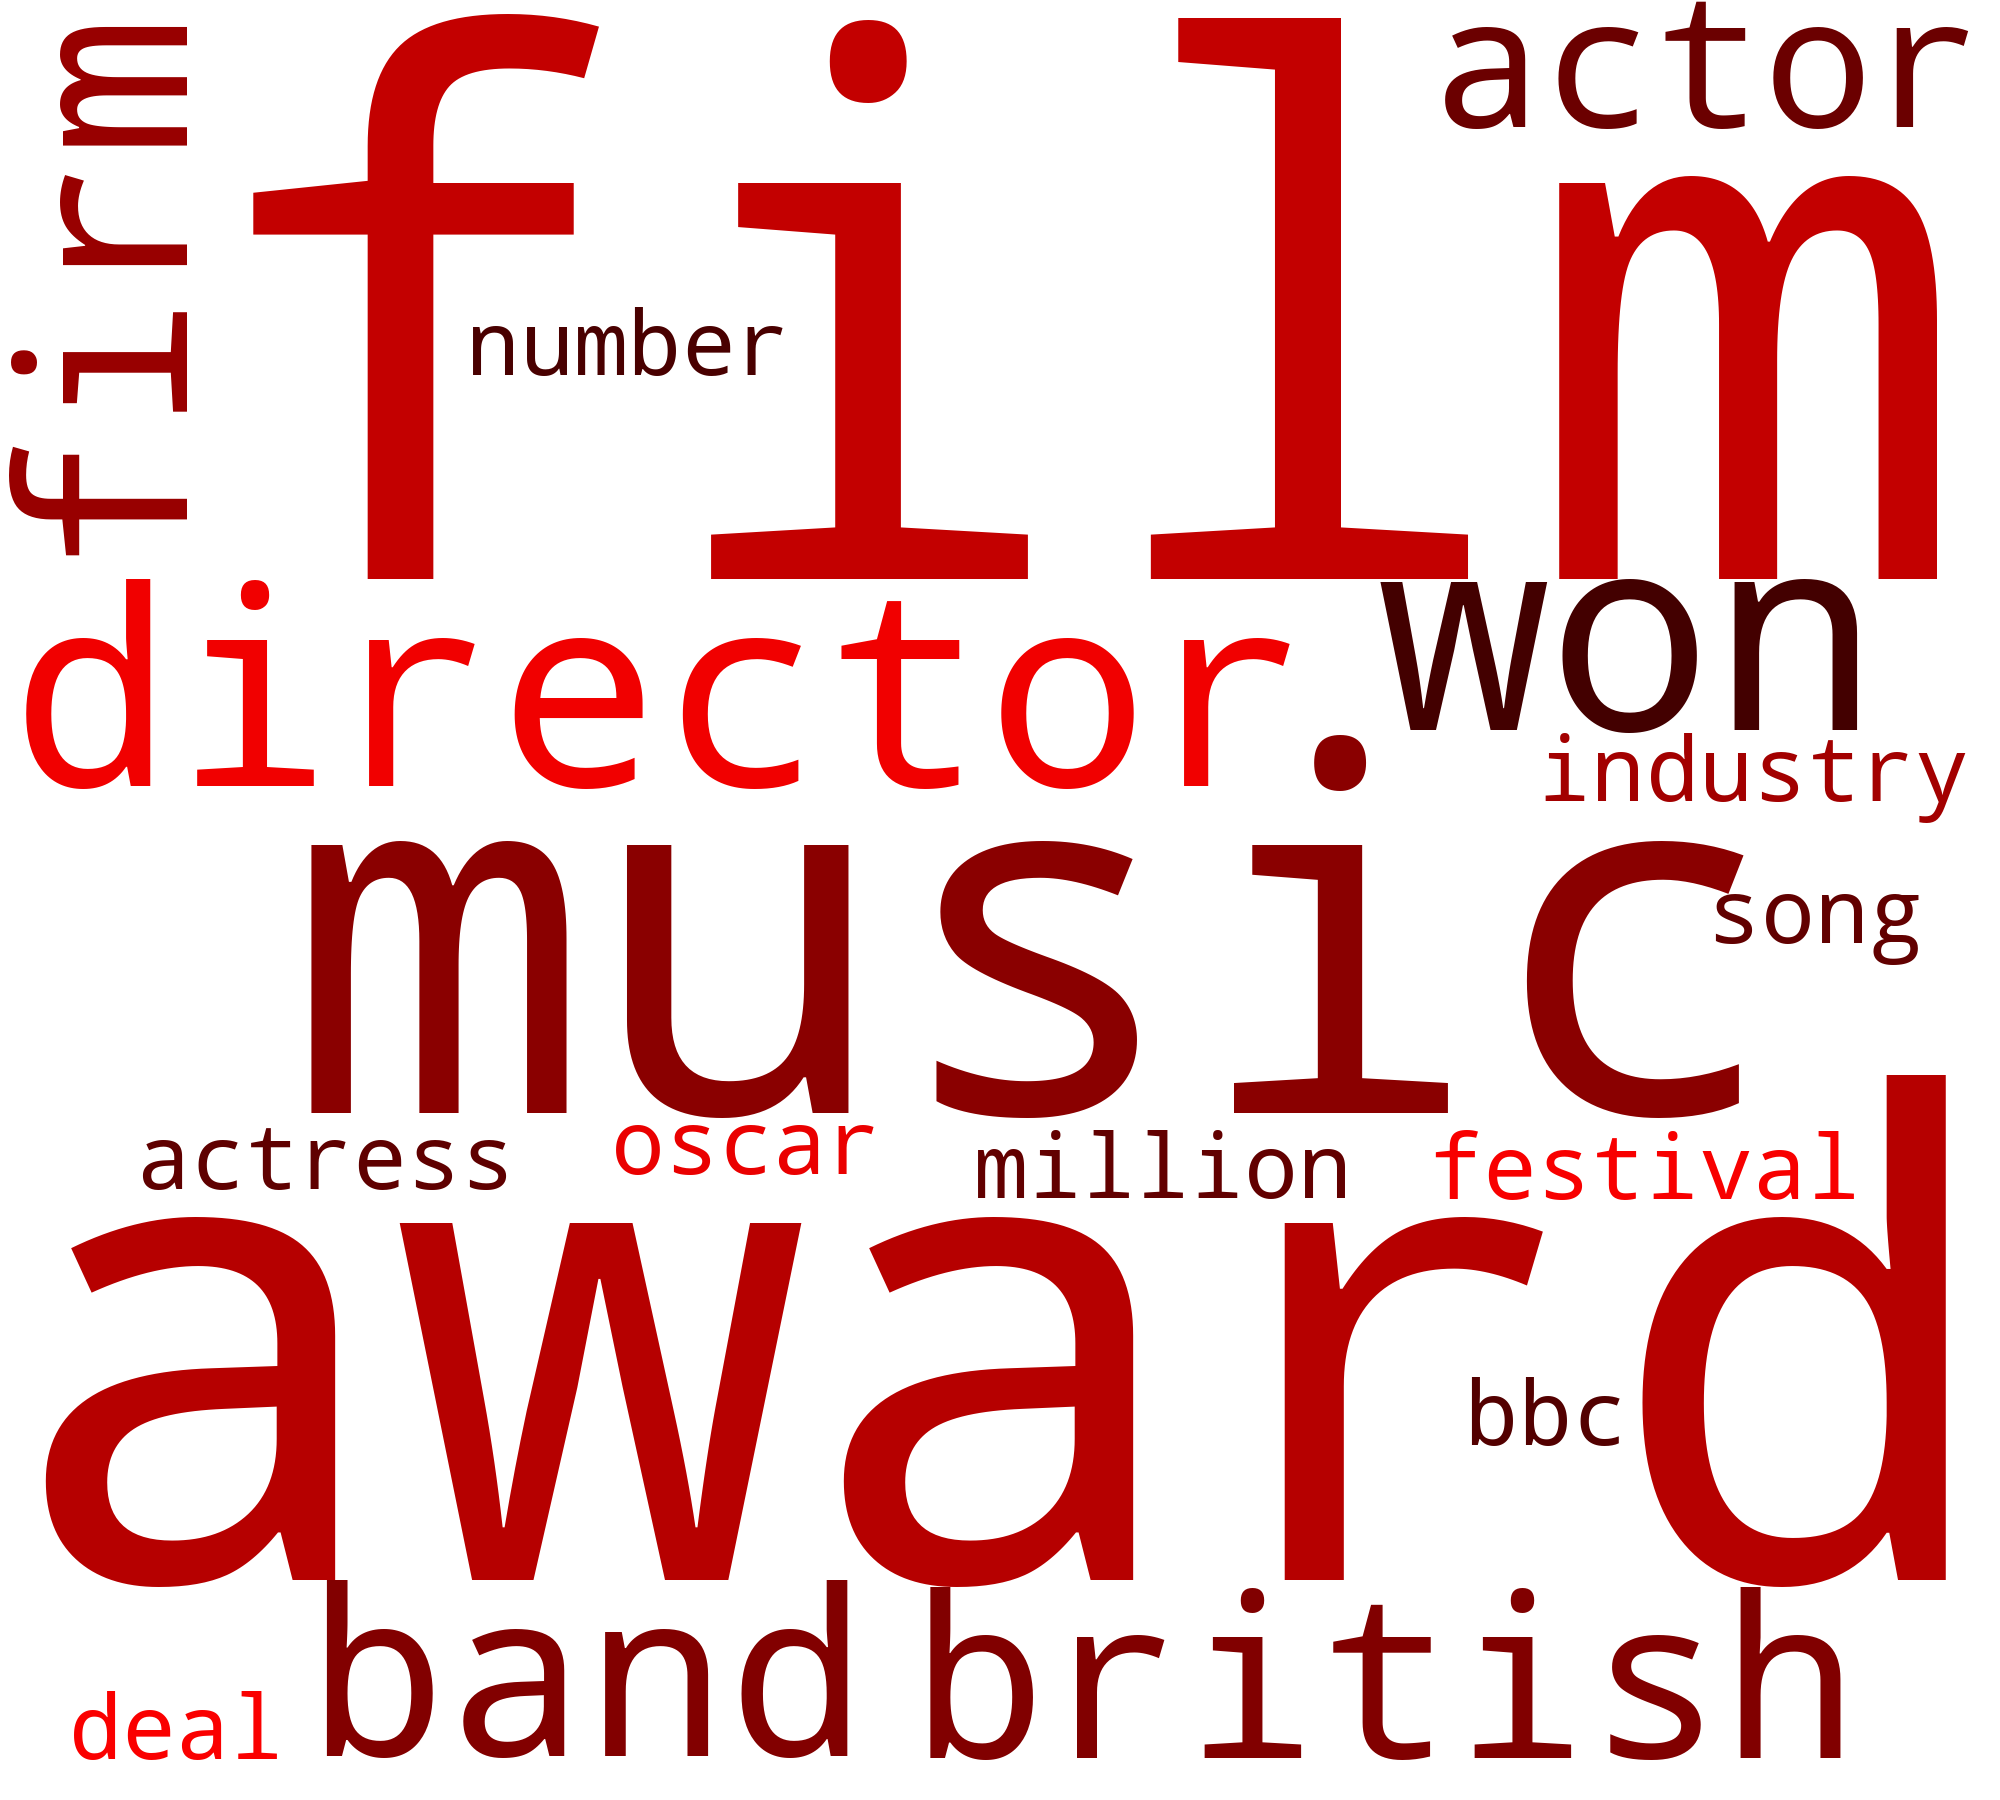 film
actor
firm
number
director
won
industry
music
song
actress
oscar
million
festival
award
bbc
band
british
deal